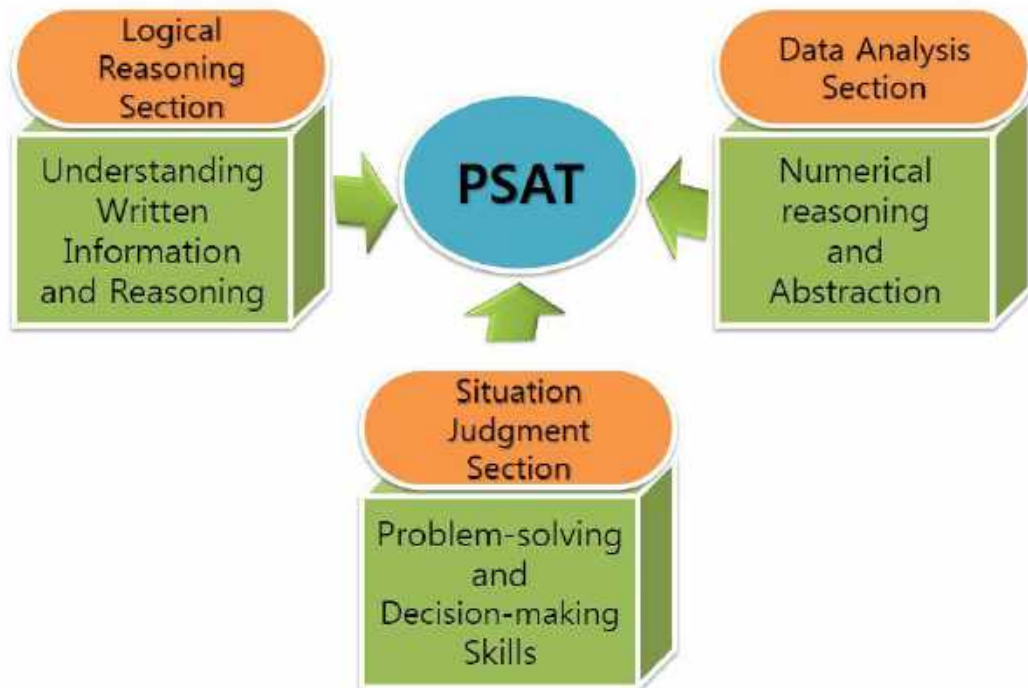 Logical
Reasoning
Section
Understanding
Written
Information
and Reasoning
PSAT
Data Analysis
Section
Numerical
reasoning
and
Abstraction
Situation
Judgment
Section
Problem-solving
and
Decision-making
Skills